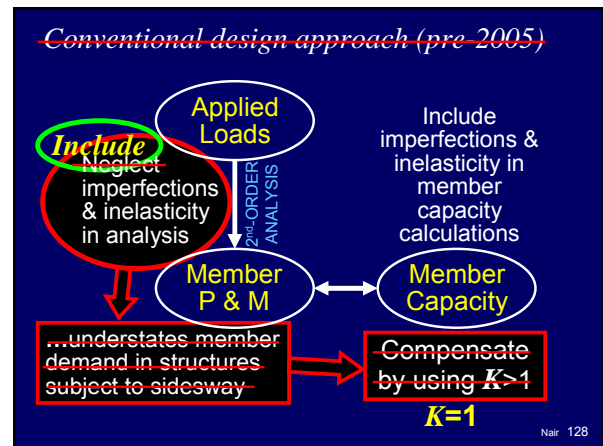 Conventional design approach (pre-2005)
Applied
Loads
Include
Neglect
imperfections
& inelasticity
in analysis
2nd-ORDER
ANALYSIS
Include
imperfections &
inelasticity in
member
capacity
calculations
Member
P & M
Member
Capacity
...understates member
demand in structures
subject to sidesway
Compensate
by using K>1
K=1
Nair 128